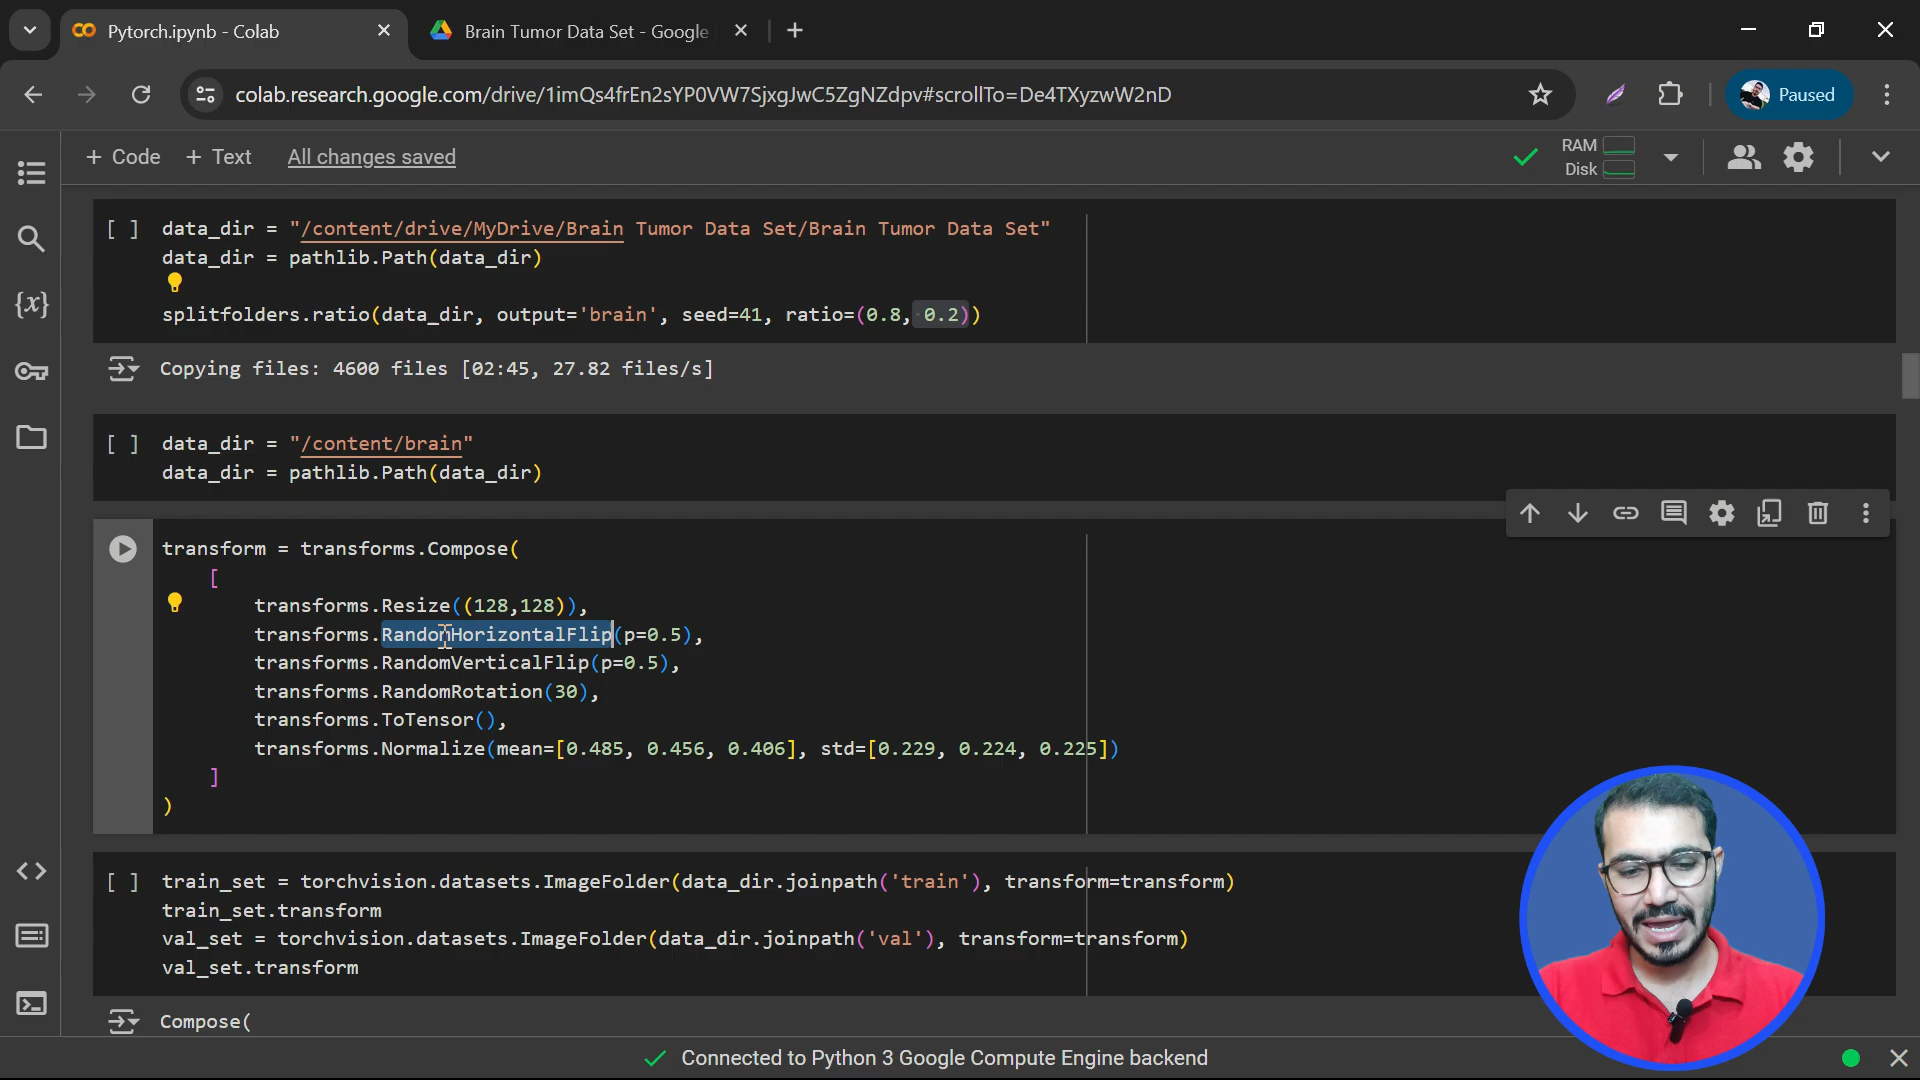 Pytorch.ipynb - Colab
Brain Tumor Data Set - Google
colab.research.google.com/drive/1imQs4frEn2sYP0VW7SjxgJwC5ZgNZdpv#scrollTo=De4TXyzwW2nD
Paused
+ Code + Text All changes saved
RAM
Disk
[ ] data_dir = "/content/drive/MyDrive/Brain Tumor Data Set/Brain Tumor Data Set"
data_dir = pathlib.Path(data_dir)
splitfolders.ratio(data_dir, output='brain', seed=41, ratio=(0.8, 0.2))
Copying files: 4600 files [02:45, 27.82 files/s]
[ ] data_dir = "/content/brain"
data_dir = pathlib.Path(data_dir)
transform = transforms.Compose(
[
transforms.Resize((128,128)),
transforms.RandomHorizontalFlip(p=0.5),
transforms.RandomVerticalFlip(p=0.5),
transforms.RandomRotation(30),
transforms.ToTensor(),
transforms.Normalize(mean=[0.485, 0.456, 0.406], std=[0.229, 0.224, 0.225])
]
)
[ ] train_set = torchvision.datasets.ImageFolder(data_dir.joinpath('train'), transform=transform)
train_set.transform
val_set = torchvision.datasets.ImageFolder(data_dir.joinpath('val'), transform=transform)
val_set.transform
Compose(
Connected to Python 3 Google Compute Engine backend